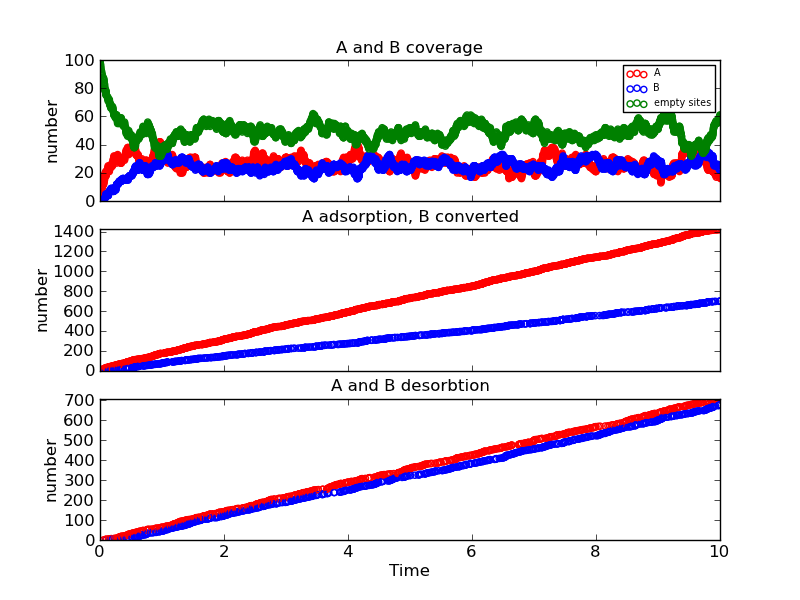 A and B coverage
100
80
60
40
20
0
number
A
B
empty sites
A adsorption, B converted
1400
1200
1000
800
600
400
200
0
number
A and B desorbtion
700
600
500
400
300
200
100
0
number
0 2 4 6 8 10
Time